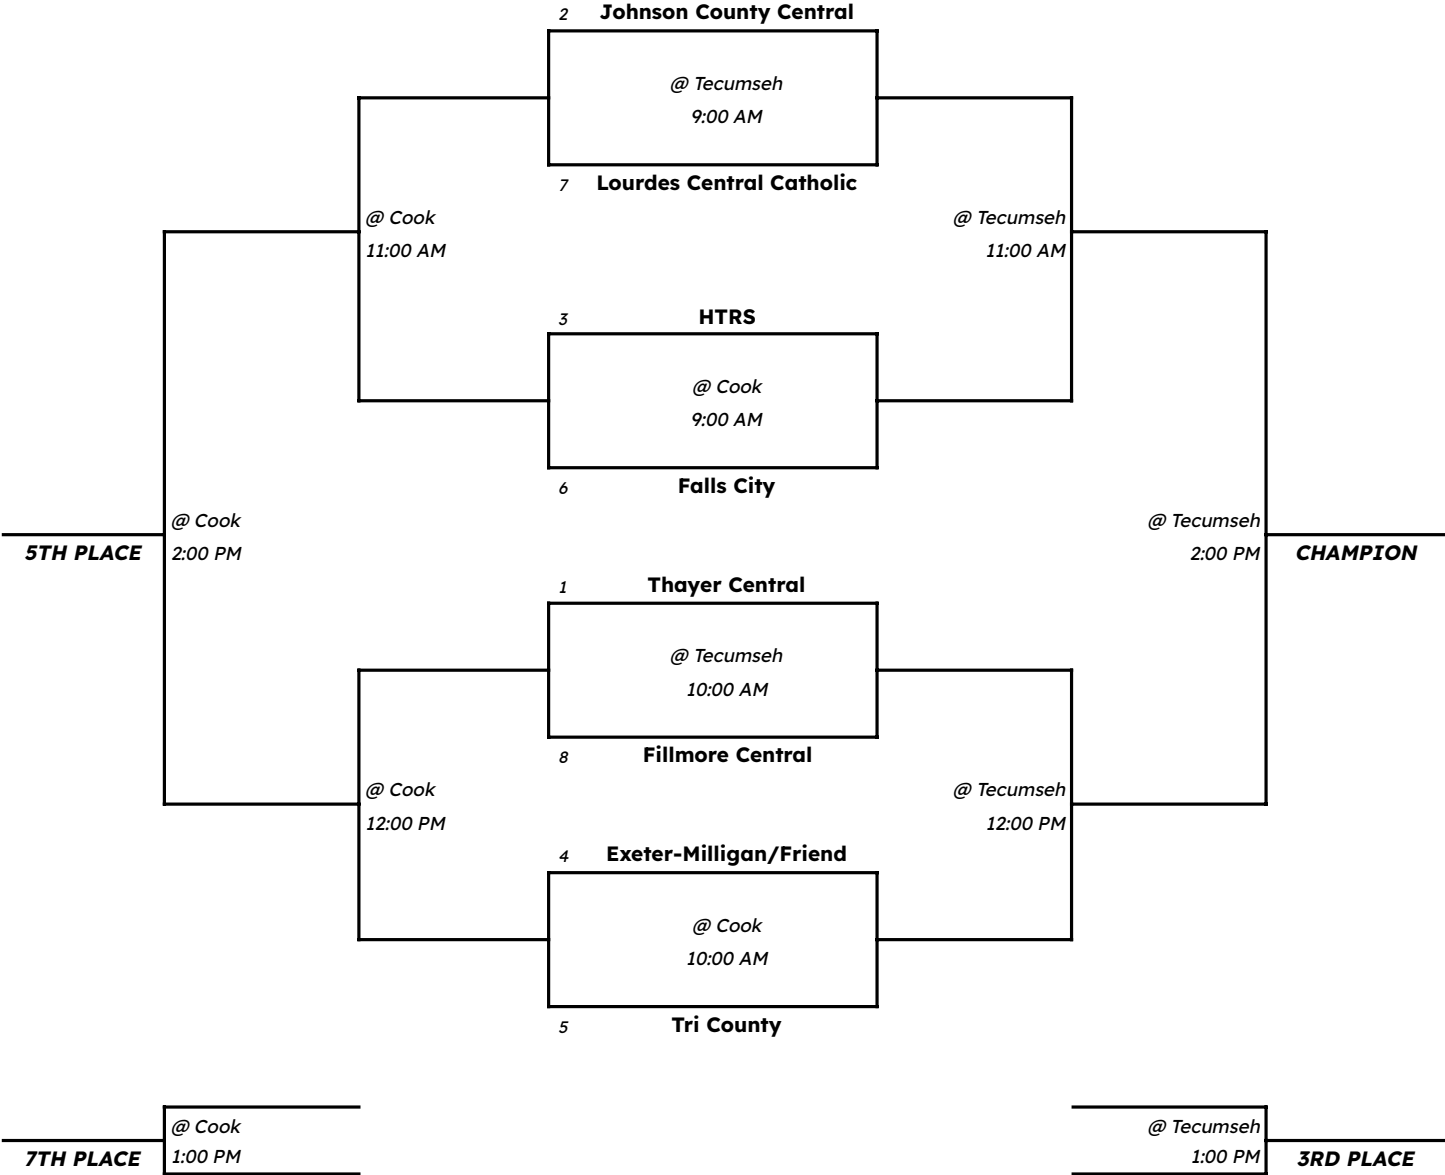 2 Johnson County Central
@ Tecumseh
9:00 AM
7 Lourdes Central Catholic
@ Cook
11:00 AM
@ Tecumseh
11:00 AM
3 HTRS
@ Cook
9:00 AM
6 Falls City
@ Cook
2:00 PM
5TH PLACE
@ Tecumseh
2:00 PM
CHAMPION
1 Thayer Central
@ Tecumseh
10:00 AM
8 Fillmore Central
@ Cook
12:00 PM
@ Tecumseh
12:00 PM
4 Exeter-Milligan/Friend
@ Cook
10:00 AM
5 Tri County
@ Cook
1:00 PM
7TH PLACE
@ Tecumseh
1:00 PM
3RD PLACE